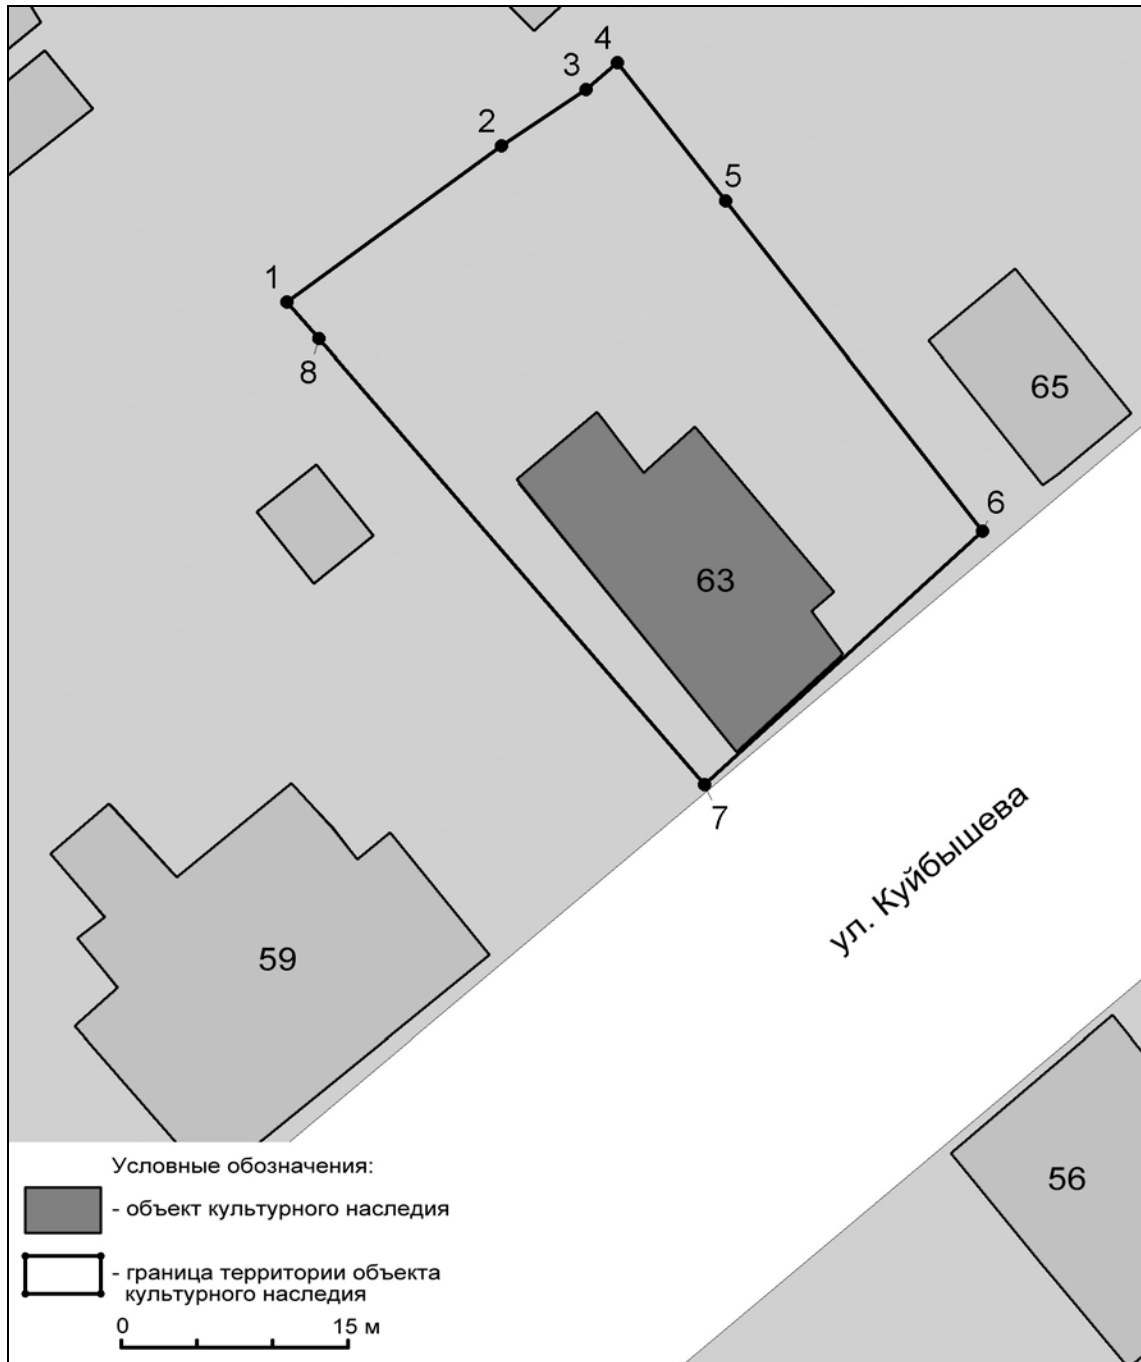 4
3
2
5
1
8
65
6
63
7
ул. Куйбышева
59
56
Условные обозначения:
- объект культурного наследия
- граница территории объекта
культурного наследия
0 15 м